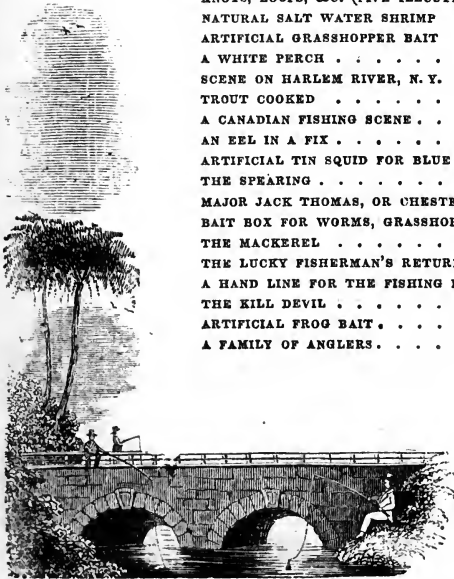 NATURAL SALT WATER SHRIMP
ARTIFICIAL GRASSHOPPER BAIT
A WHITE PERCH . . . . . .
SCENE ON HARLEM RIVER, N. Y.
TROUT COOKED . . . . . .
A CANADIAN FISHING SCENE . .
AN EEL IN A FIX . . . . . .
ARTIFICIAL TIN SQUID FOR BLUE
THE SPEARING . . . . . . .
MAJOR JACK THOMAS, OR CHESTE
BAIT BOX FOR WORMS, GRASSHOP
THE MACKEREL . . . . . .
THE LUCKY FISHERMAN'S RETUR
A HAND LINE FOR THE FISHING
THE KILL DEVIL . . . . . .
ARTIFICIAL FROG BAIT . . . .
A FAMILY OF ANGLERS . . . .